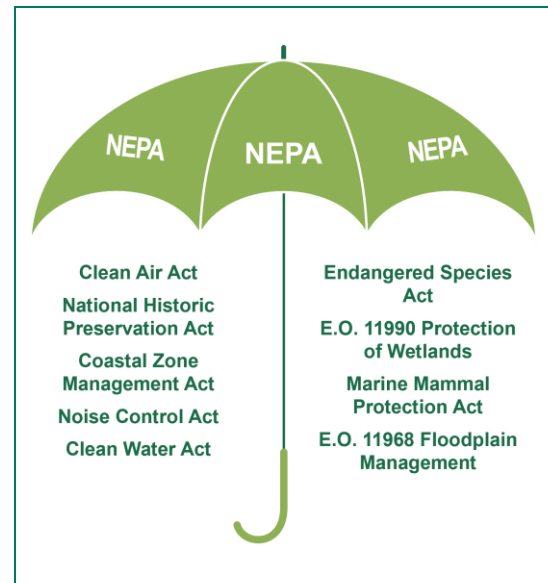 NEPA
NEPA
NEPA
Clean Air Act
National Historic
Preservation Act
Coastal Zone
Management Act
Noise Control Act
Clean Water Act
Endangered Species
Act
E.O. 11990 Protection
of Wetlands
Marine Mammal
Protection Act
E.O. 11968 Floodplain
Management